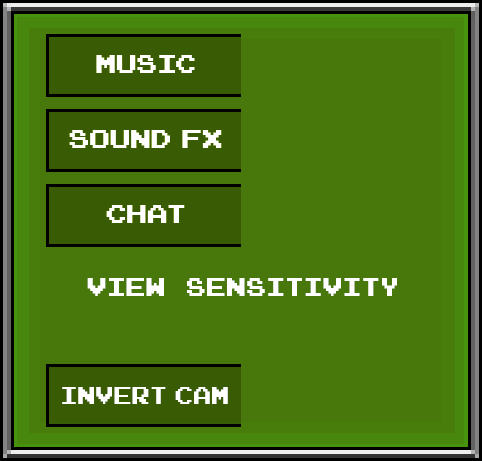 MUSIC
SOUND FX
CHAT
VIEW SENSITIVITY
INVERT CAM